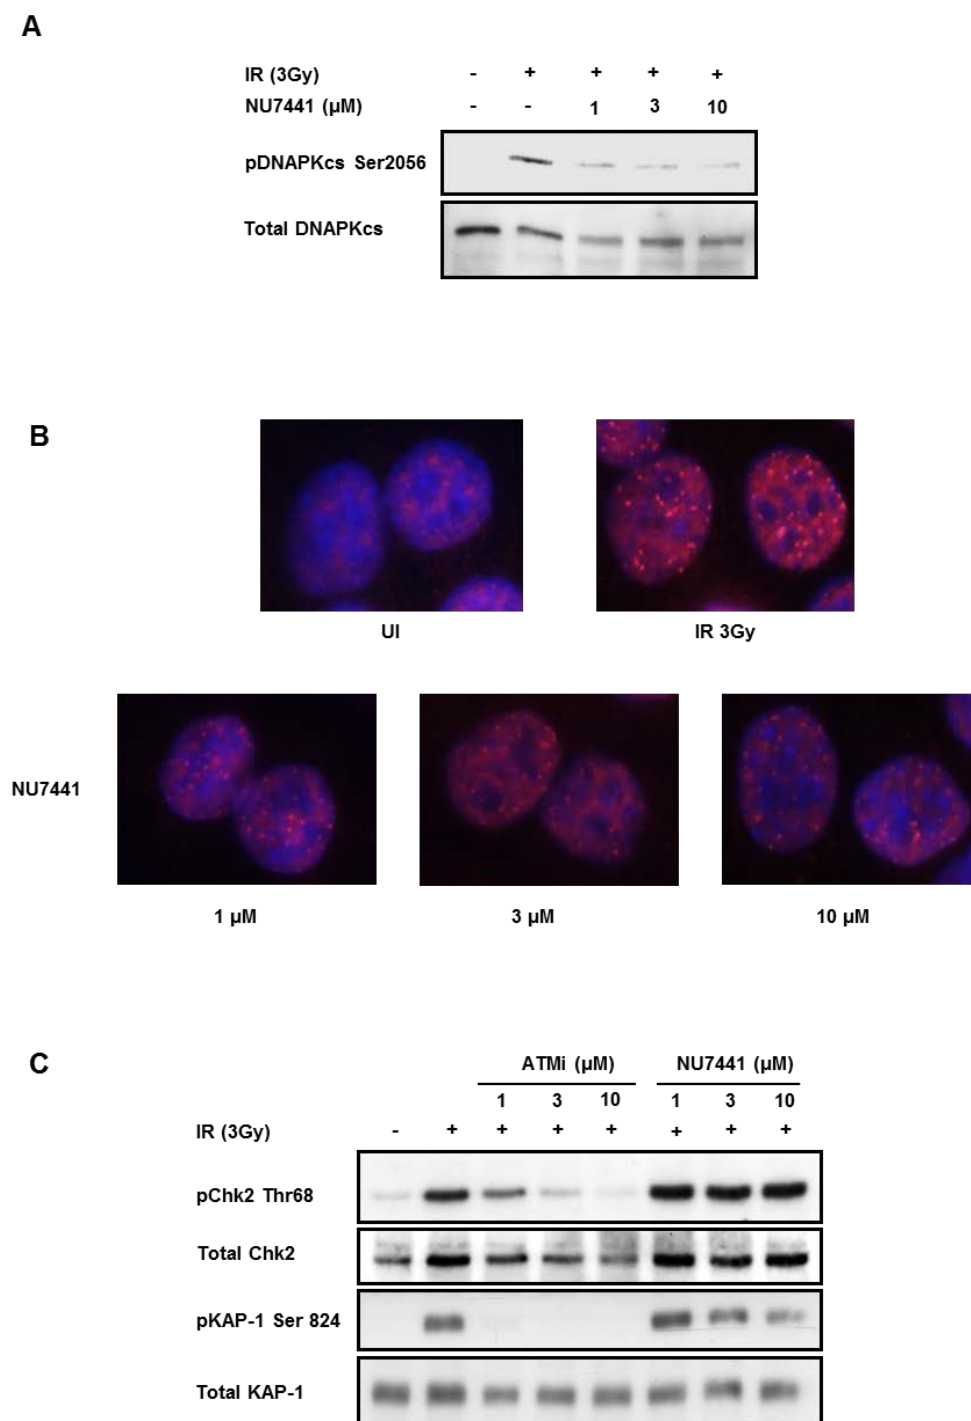 A
IR (3Gy) - + + + +
NU7441 (µM) - - 1 3 10
pDNAPKcs Ser2056
Total DNAPKcs
B
UI
IR 3Gy
NU7441
1 µM
3 µM
10 µM
C
ATMi (µM) NU7441 (µM)
1 3 10 1 3 10
IR (3Gy) - + + + + + + +
pChk2 Thr68
Total Chk2
pKAP-1 Ser 824
Total KAP-1